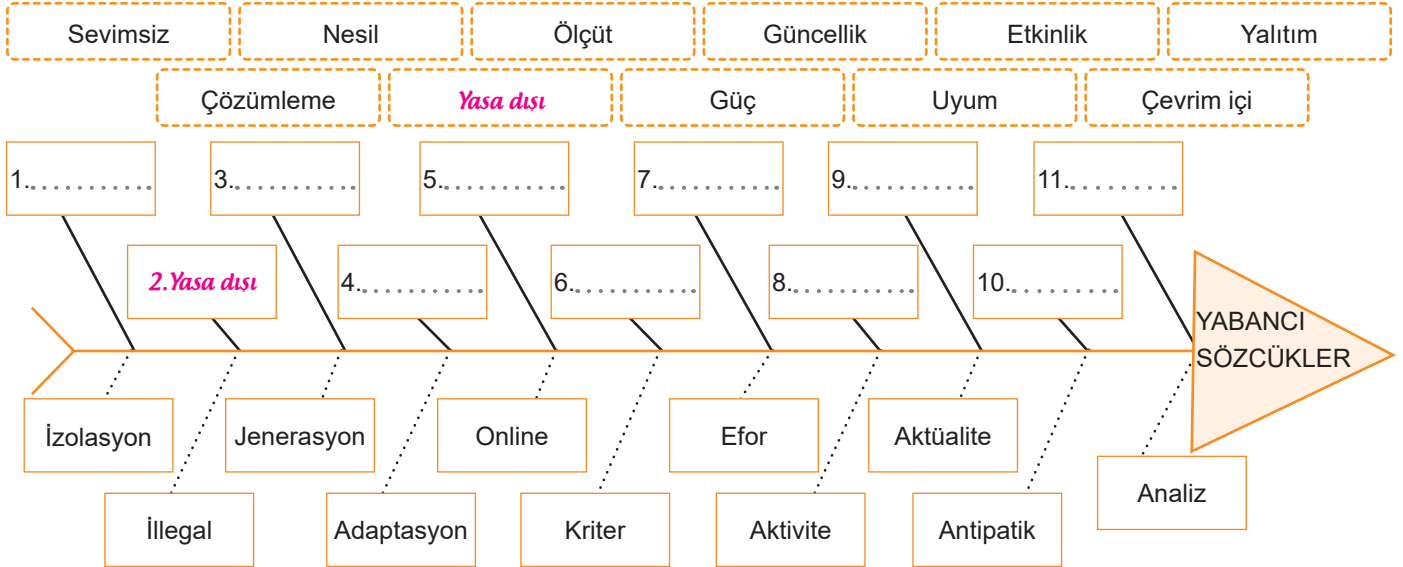 Sevimsiz Nesil Ölçüt Güncellik Etkinlik Yalıtım
Çözümleme Yasa dışı Güç Uyum Çevrim içi
1............. 3............. 5............. 7............. 9............. 11............
2.Yasa dışı 4............. 6............. 8............. 10............
YABANCI
SÖZCÜKLER
İzolasyon Jenerasyon Online Efor Aktüalite
Analiz
İllegal Adaptasyon Kriter Aktivite Antipatik